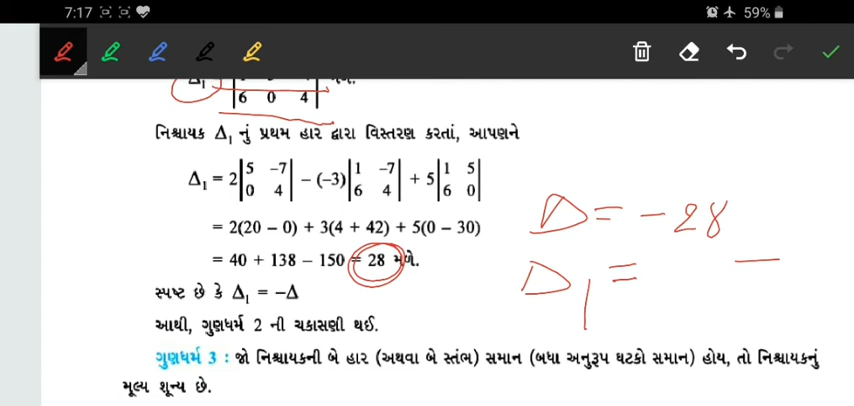 7:17 59%
Δ₁
|6 0 4|
નિશ્ચાયક Δ₁ નું પ્રથમ હાર દ્વારા વિસ્તરણ કરતાં, આપણને
Δ₁ = 2|5 -7; 0 4| - (-3)|1 -7; 6 4| + 5|1 5; 6 0|
= 2(20 - 0) + 3(4 + 42) + 5(0 - 30)
= 40 + 138 - 150 = 28 મળે.
સ્પષ્ટ છે કે Δ₁ = -Δ
આથી, ગુણધર્મ 2 ની ચકાસણી થઈ.
ગુણધર્મ 3 : જો નિશ્ચાયકની બે હાર (અથવા બે સ્તંભ) સમાન (બધા અનુરૂપ ઘટકો સમાન) હોય, તો નિશ્ચાયકનું
મૂલ્ય શૂન્ય છે.
D = -28
D₁ = —